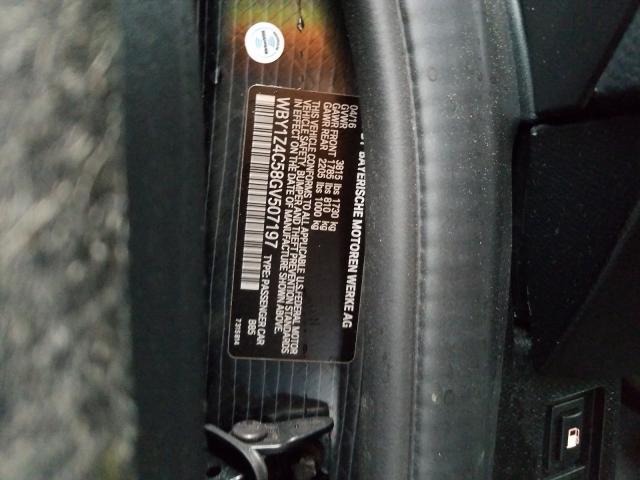 BY BAYERISCHE MOTOREN WERKE AG
04/16
GVWR 3815 lbs 1730 kg
GAWR FRONT 1785 lbs 810 kg
GAWR REAR 2205 lbs 1000 kg
THIS VEHICLE CONFORMS TO ALL APPLICABLE U.S. FEDERAL MOTOR
VEHICLE SAFETY, BUMPER AND THEFT PREVENTION STANDARDS
IN EFFECT ON THE DATE OF MANUFACTURE SHOWN ABOVE.
WBY1Z4C58GV507197 TYPE: PASSENGER CAR
B85